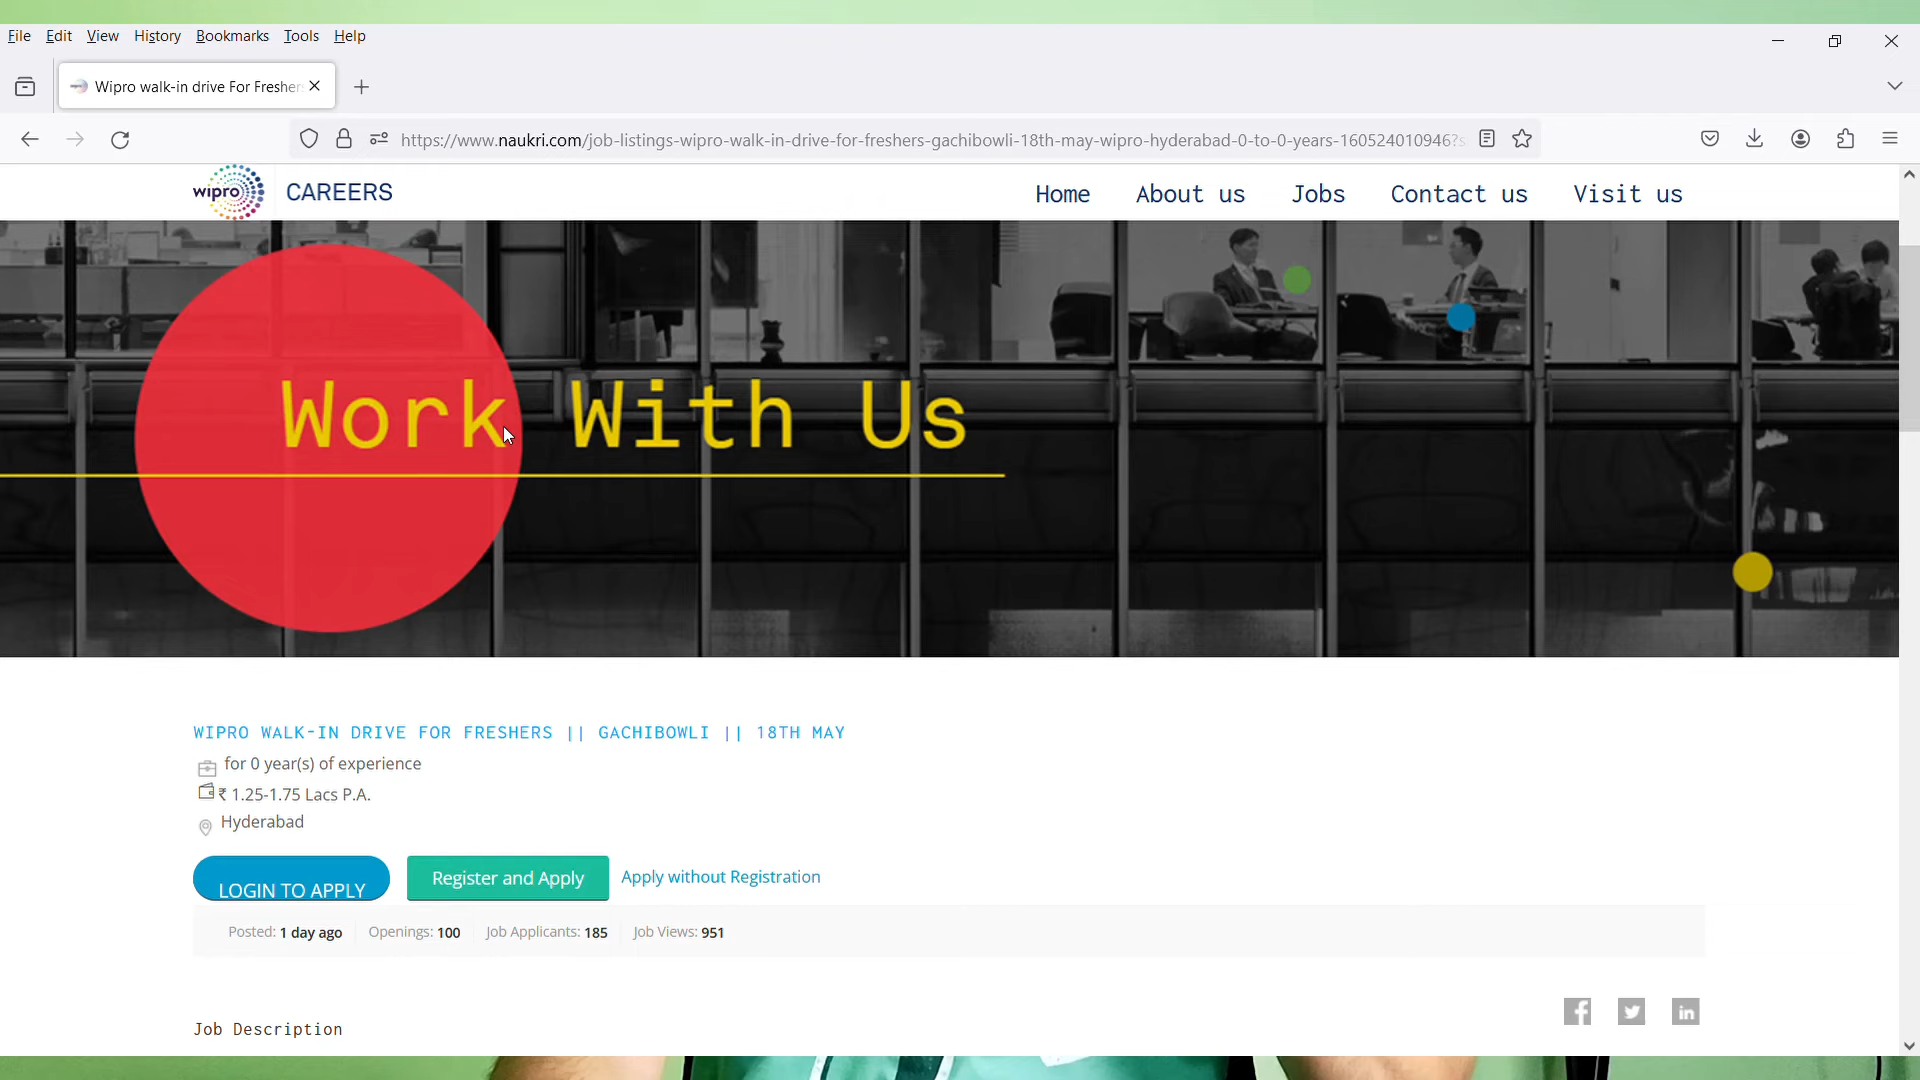 File Edit View History Bookmarks Tools Help
Wipro walk-in drive For Fresher
https://www.naukri.com/job-listings-wipro-walk-in-drive-for-freshers-gachibowli-18th-may-wipro-hyderabad-0-to-0-years-160524010946?s
wipro CAREERS Home About us Jobs Contact us Visit us
Work With Us
WIPRO WALK-IN DRIVE FOR FRESHERS || GACHIBOWLI || 18TH MAY
for 0 year(s) of experience
₹ 1.25-1.75 Lacs P.A.
Hyderabad
LOGIN TO APPLY Register and Apply Apply without Registration
Posted: 1 day ago Openings: 100 Job Applicants: 185 Job Views: 951
Job Description